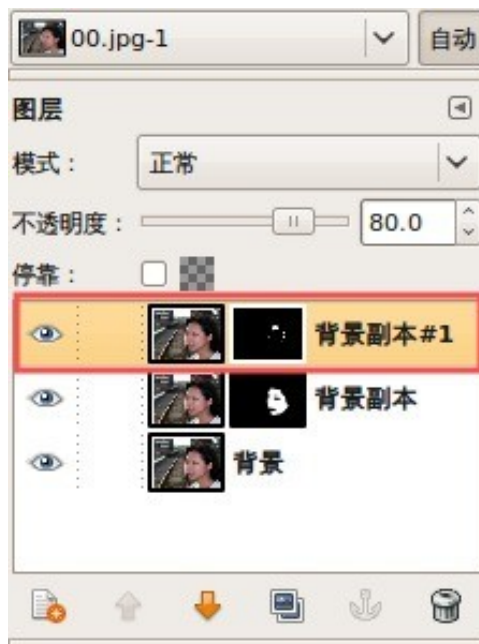 00.jpg-1
自动
图层
模式：
正常
不透明度：
80.0
停靠：
背景副本#1
背景副本
背景